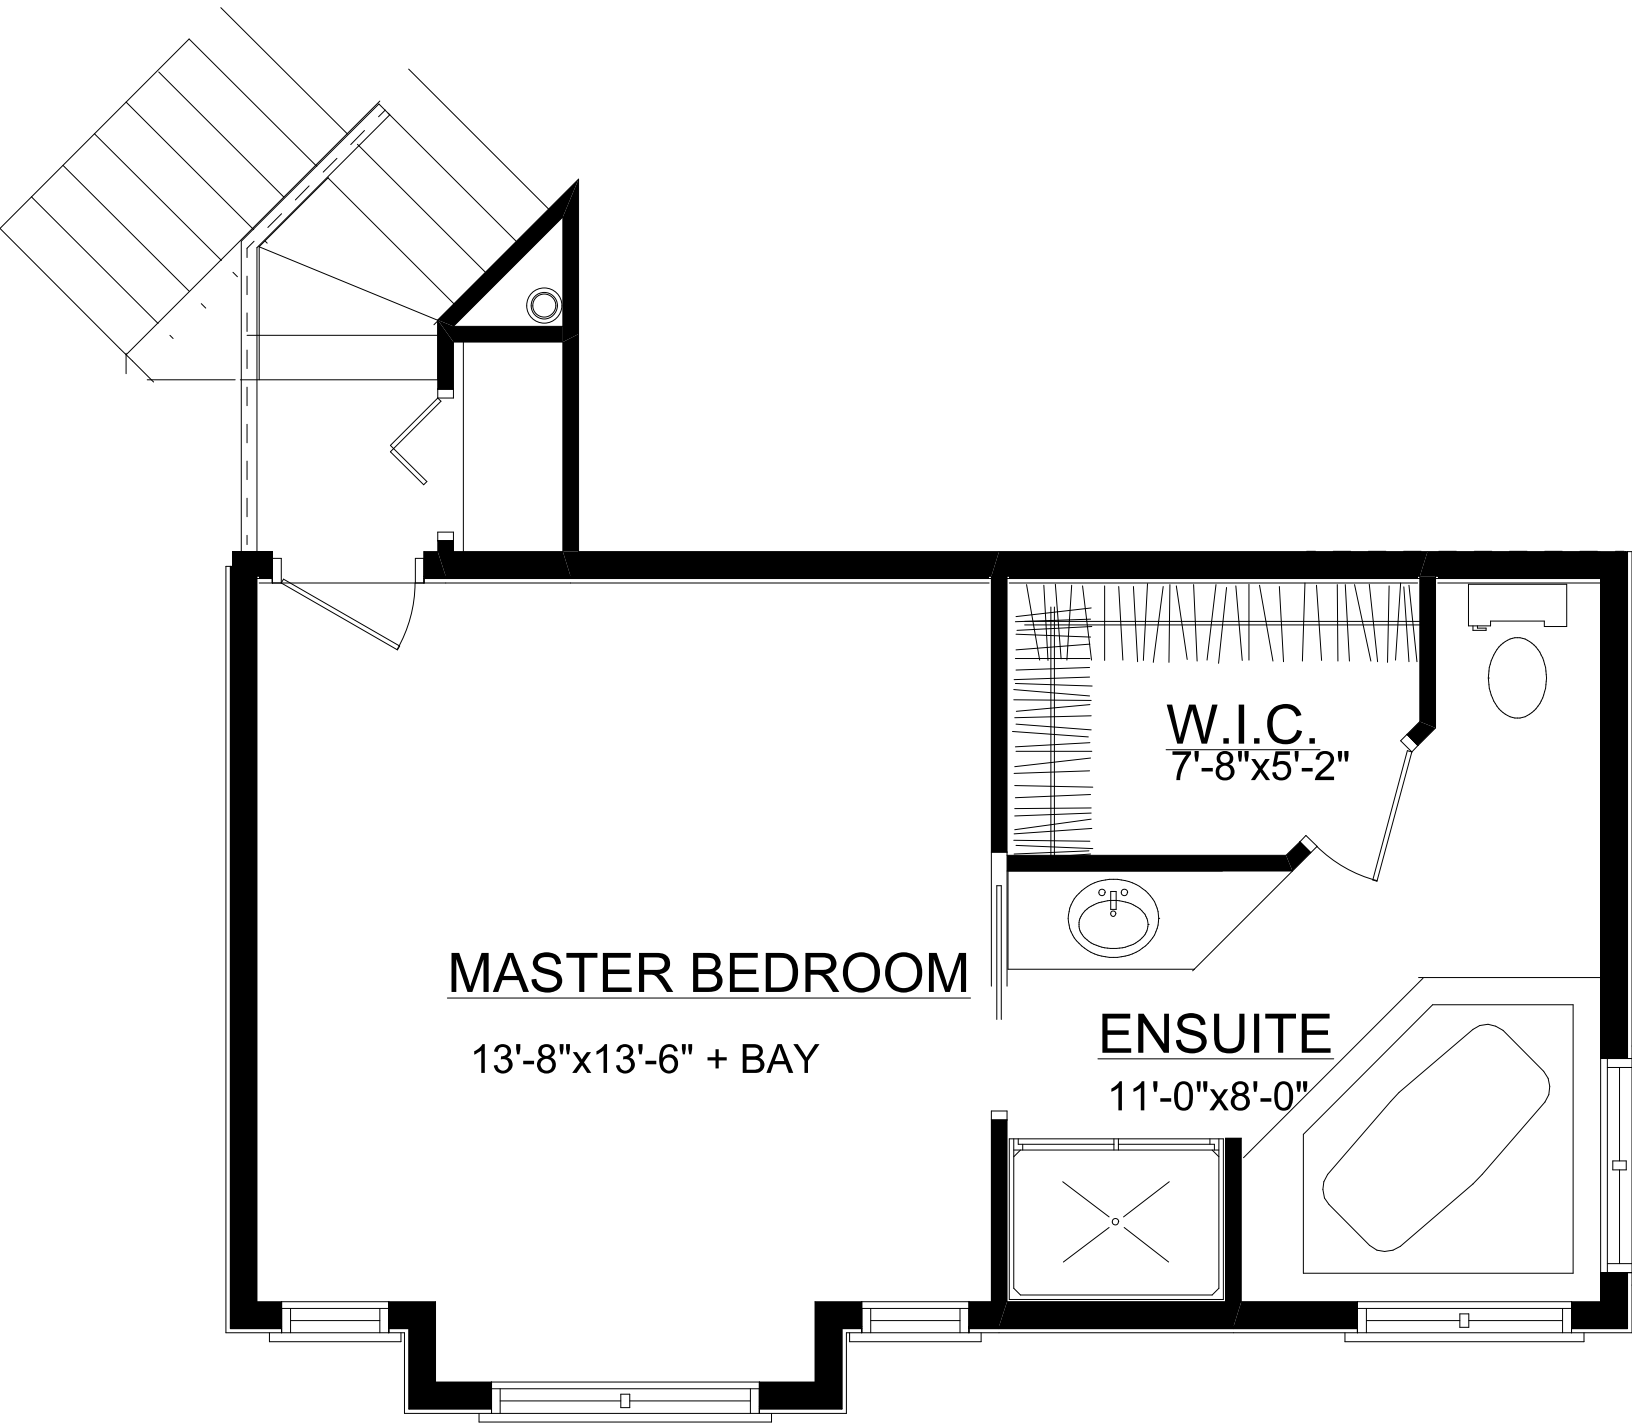 W.I.C.
7'-8"x5'-2"
MASTER BEDROOM
13'-8"x13'-6" + BAY
ENSUITE
11'-0"x8'-0"